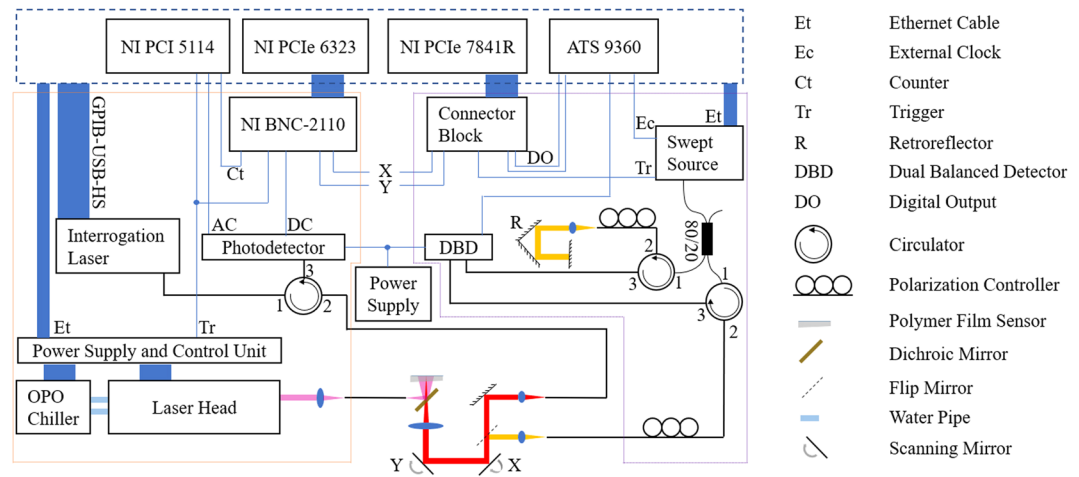 NI PCI 5114
NI PCIe 6323
NI PCIe 7841R
ATS 9360
GPIB-USB-HS
NI BNC-2110
Connector
Block
Ec
Et
Swept
Source
DO
Tr
Ct
X
Y
AC
DC
Interrogation
Laser
Photodetector
DBD
R
80/20
Power
Supply
3
1
2
2
3
1
1
3
2
Et
Tr
Power Supply and Control Unit
OPO
Chiller
Laser Head
Y
X
Et Ethernet Cable
Ec External Clock
Ct Counter
Tr Trigger
R Retroreflector
DBD Dual Balanced Detector
DO Digital Output
Circulator
Polarization Controller
Polymer Film Sensor
Dichroic Mirror
Flip Mirror
Water Pipe
Scanning Mirror